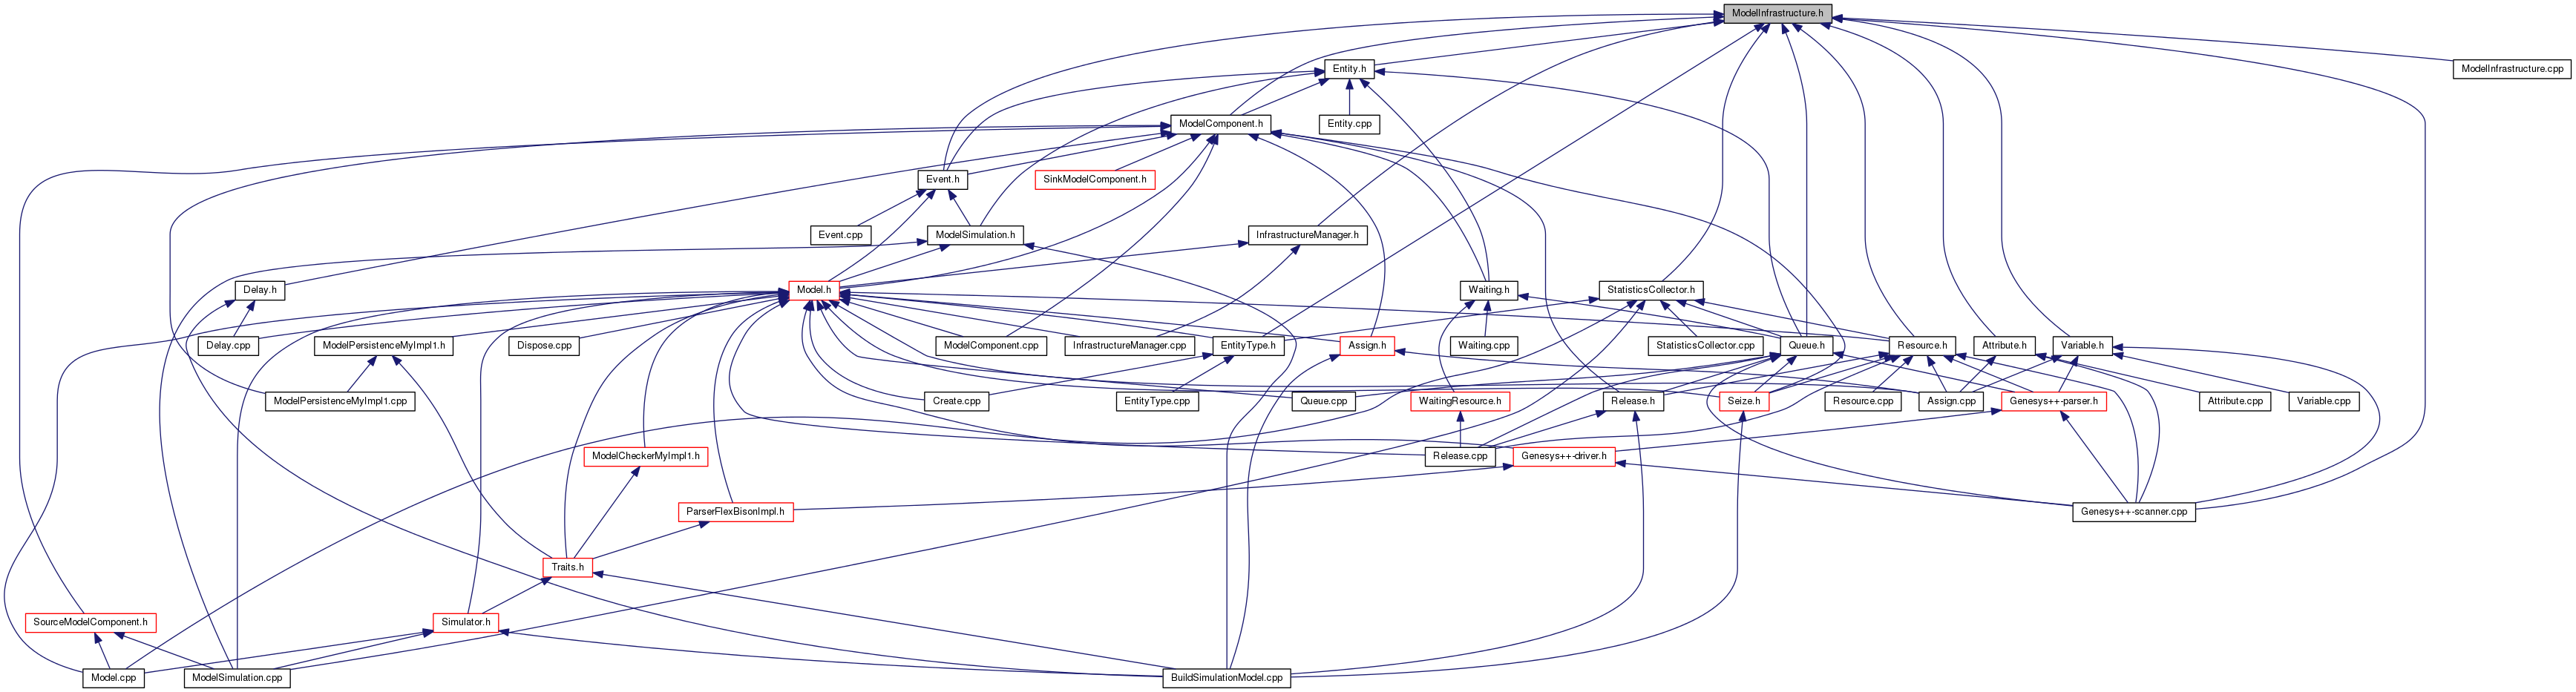 ModelInfrastructure.h
Entity.h
ModelInfrastructure.cpp
ModelComponent.h
Entity.cpp
Event.h
SinkModelComponent.h
Event.cpp
ModelSimulation.h
InfrastructureManager.h
Delay.h
Model.h
Waiting.h
StatisticsCollector.h
Delay.cpp
ModelPersistenceMyImpl1.h
Dispose.cpp
ModelComponent.cpp
InfrastructureManager.cpp
EntityType.h
Assign.h
Waiting.cpp
StatisticsCollector.cpp
Queue.h
Resource.h
Attribute.h
Variable.h
ModelPersistenceMyImpl1.cpp
Create.cpp
EntityType.cpp
Queue.cpp
WaitingResource.h
Release.h
Seize.h
Resource.cpp
Assign.cpp
Genesys++-parser.h
Attribute.cpp
Variable.cpp
ModelCheckerMyImpl1.h
Release.cpp
Genesys++-driver.h
ParserFlexBisonImpl.h
Genesys++-scanner.cpp
Traits.h
SourceModelComponent.h
Simulator.h
Model.cpp
ModelSimulation.cpp
BuildSimulationModel.cpp